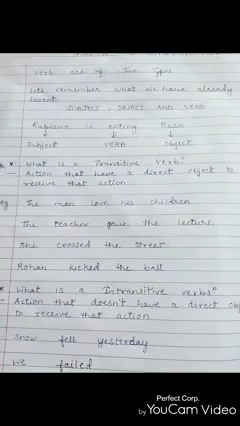 Verb are of Two Types
Lets remember what we have already
learnt
SUBJECT, OBJECT AND VERB
Rubeena is eating Pizza
Subject VERB object
What is a Transitive Verb?
Action that have a direct object to
receive that action
eg The man love his children
The teacher gave the lecture
She crossed the street
Rohan kicked the ball
What is a Intransitive verbs?
Action that doesn't have a direct obj
to receive that action
Snow fell yesterday
We failed
Perfect Corp.
by YouCam Video